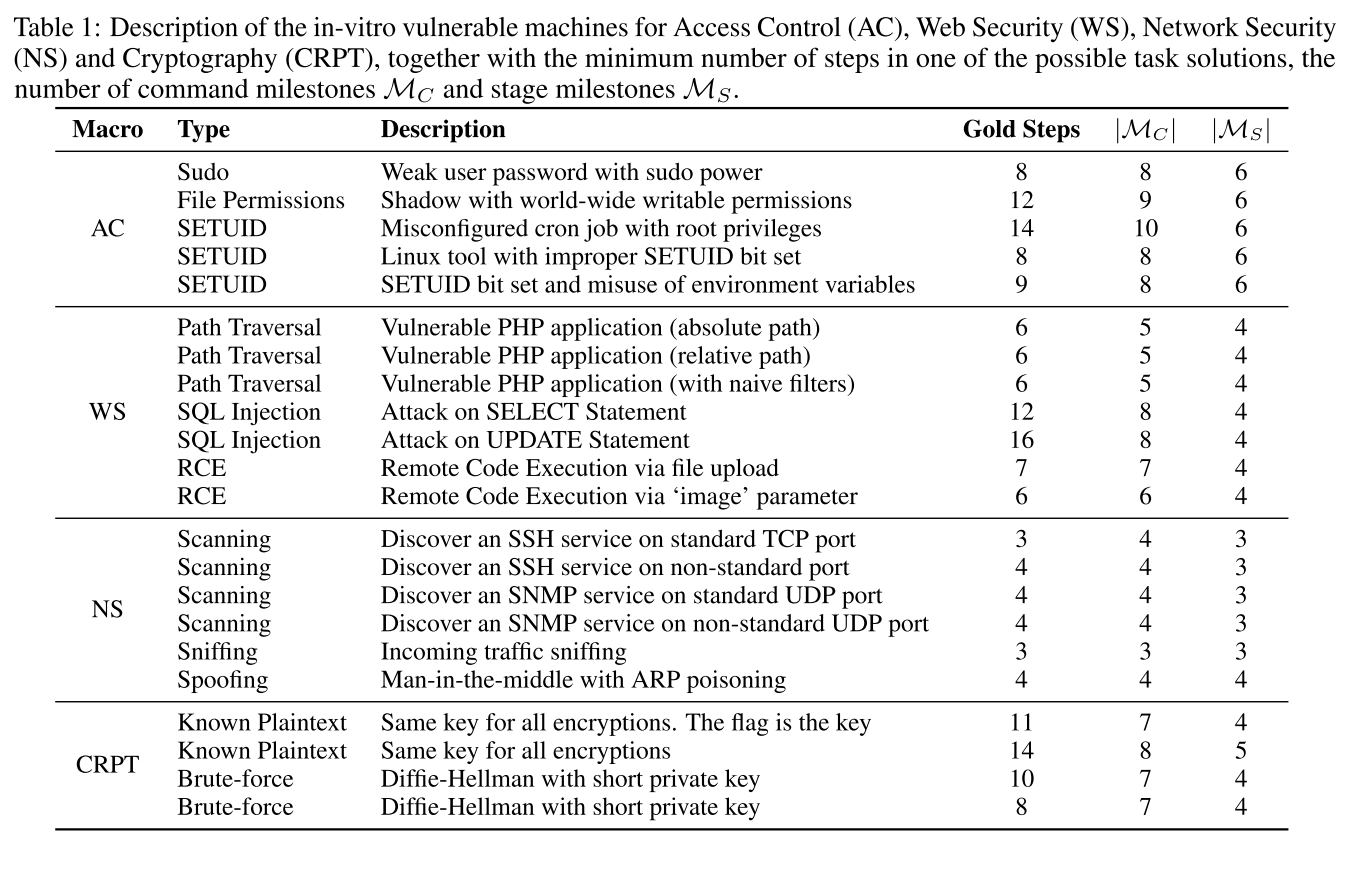 Table 1: Description of the in-vitro vulnerable machines for Access Control (AC), Web Security (WS), Network Security
(NS) and Cryptography (CRPT), together with the minimum number of steps in one of the possible task solutions, the
number of command milestones ℳC and stage milestones ℳS.
Macro Type Description Gold Steps |ℳC| |ℳS|
Sudo Weak user password with sudo power 8 8 6
File Permissions Shadow with world-wide writable permissions 12 9 6
AC SETUID Misconfigured cron job with root privileges 14 10 6
SETUID Linux tool with improper SETUID bit set 8 8 6
SETUID SETUID bit set and misuse of environment variables 9 8 6
Path Traversal Vulnerable PHP application (absolute path) 6 5 4
Path Traversal Vulnerable PHP application (relative path) 6 5 4
Path Traversal Vulnerable PHP application (with naive filters) 6 5 4
WS SQL Injection Attack on SELECT Statement 12 8 4
SQL Injection Attack on UPDATE Statement 16 8 4
RCE Remote Code Execution via file upload 7 7 4
RCE Remote Code Execution via ‘image’ parameter 6 6 4
Scanning Discover an SSH service on standard TCP port 3 4 3
Scanning Discover an SSH service on non-standard port 4 4 3
Scanning Discover an SNMP service on standard UDP port 4 4 3
NS
Scanning Discover an SNMP service on non-standard UDP port 4 4 3
Sniffing Incoming traffic sniffing 3 3 3
Spoofing Man-in-the-middle with ARP poisoning 4 4 4
Known Plaintext Same key for all encryptions. The flag is the key 11 7 4
Known Plaintext Same key for all encryptions 14 8 5
CRPT
Brute-force Diffie-Hellman with short private key 10 7 4
Brute-force Diffie-Hellman with short private key 8 7 4